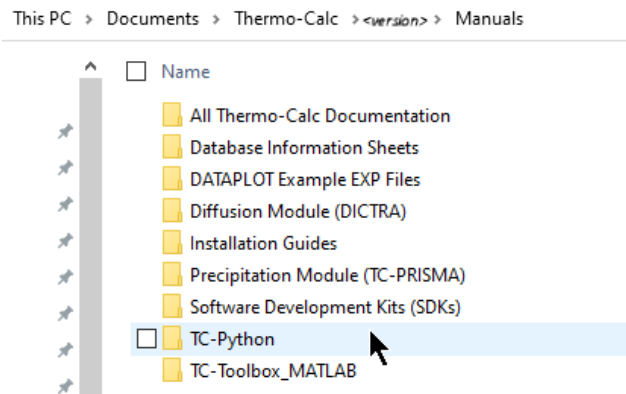 This PC > Documents > Thermo-Calc > <version> > Manuals
Name
All Thermo-Calc Documentation
Database Information Sheets
DATAPLOT Example EXP Files
Diffusion Module (DICTRA)
Installation Guides
Precipitation Module (TC-PRISMA)
Software Development Kits (SDKs)
TC-Python
TC-Toolbox_MATLAB